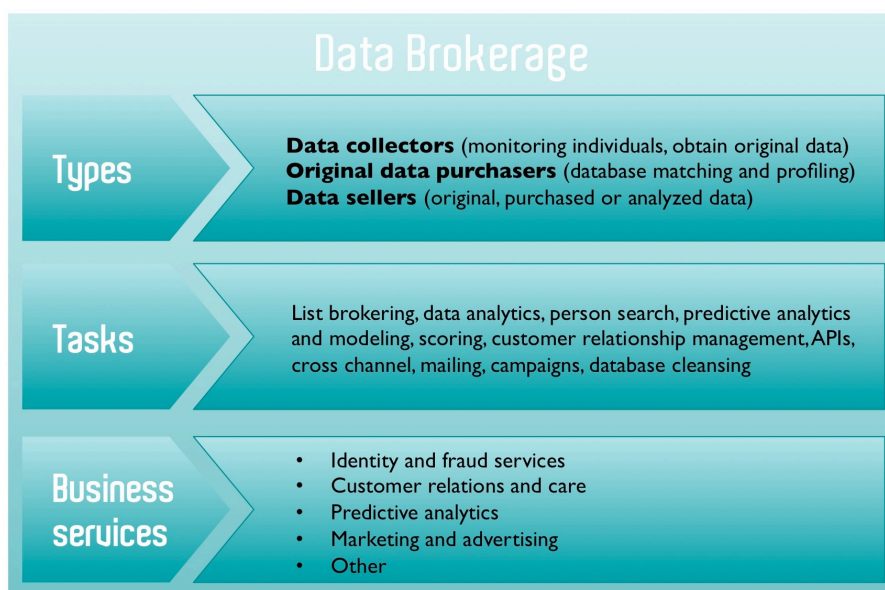 Data Brokerage
Types
Data collectors (monitoring individuals, obtain original data)
Original data purchasers (database matching and profiling)
Data sellers (original, purchased or analyzed data)
Tasks
List brokering, data analytics, person search, predictive analytics
and modeling, scoring, customer relationship management, APIs,
cross channel, mailing, campaigns, database cleansing
Business
services
• Identity and fraud services
• Customer relations and care
• Predictive analytics
• Marketing and advertising
• Other